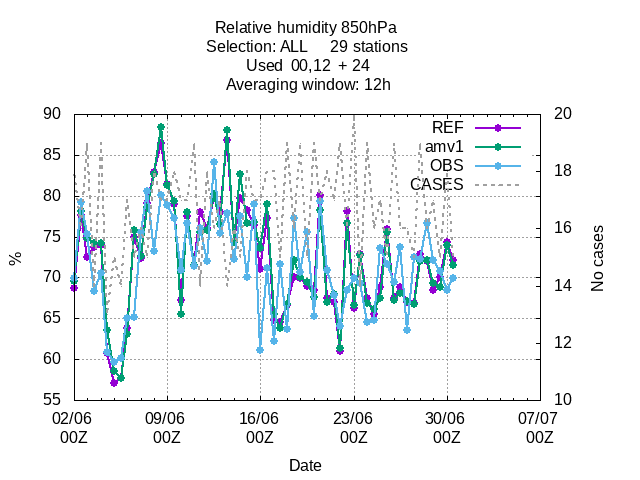 Relative humidity 850hPa
Selection: ALL 29 stations
Used 00,12 + 24
Averaging window: 12h
90
85
80
75
70
65
60
55
%
20
18
16
14
12
10
No cases
REF
amv1
OBS
CASES
02/06 09/06 16/06 23/06 30/06 07/07
00Z 00Z 00Z 00Z 00Z 00Z
Date